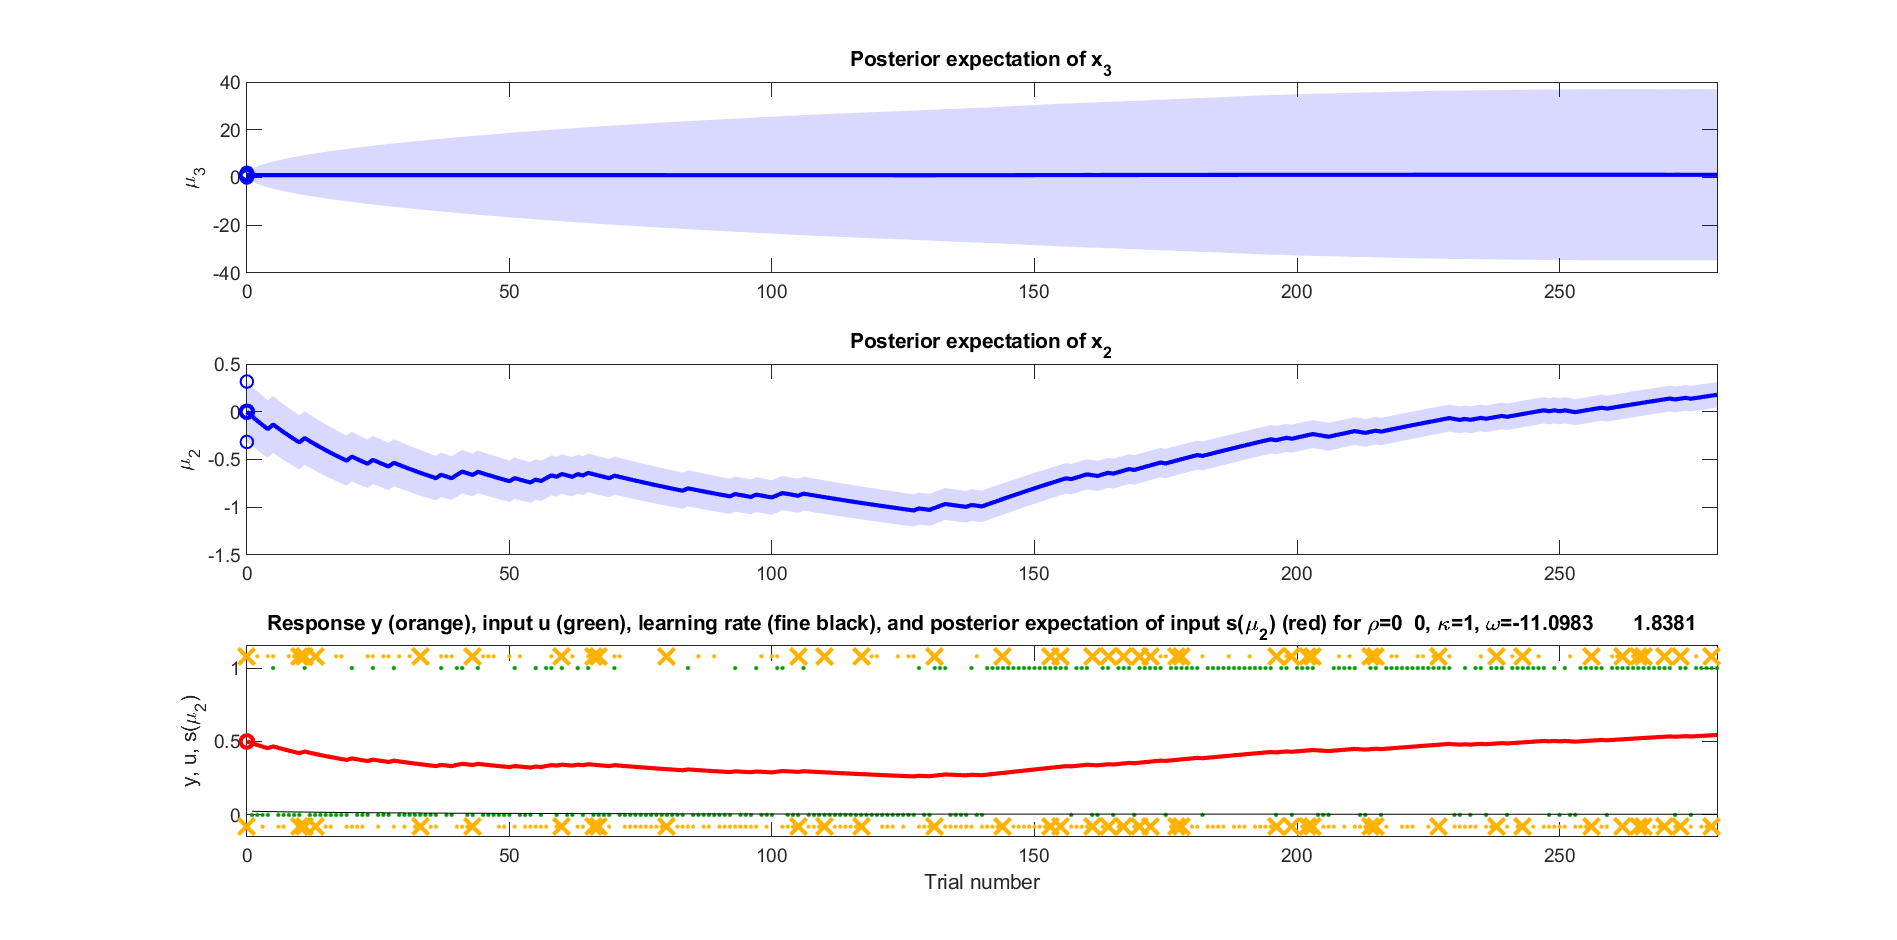 Posterior expectation of x3
40
20
0
-20
-40
μ3
0 50 100 150 200 250
Posterior expectation of x2
0.5
0
-0.5
-1
-1.5
μ2
0 50 100 150 200 250
Response y (orange), input u (green), learning rate (fine black), and posterior expectation of input s(μ2) (red) for ρ=0 0, κ=1, ω=-11.0983 1.8381
1
0.5
0
y, u, s(μ2)
0 50 100 150 200 250
Trial number